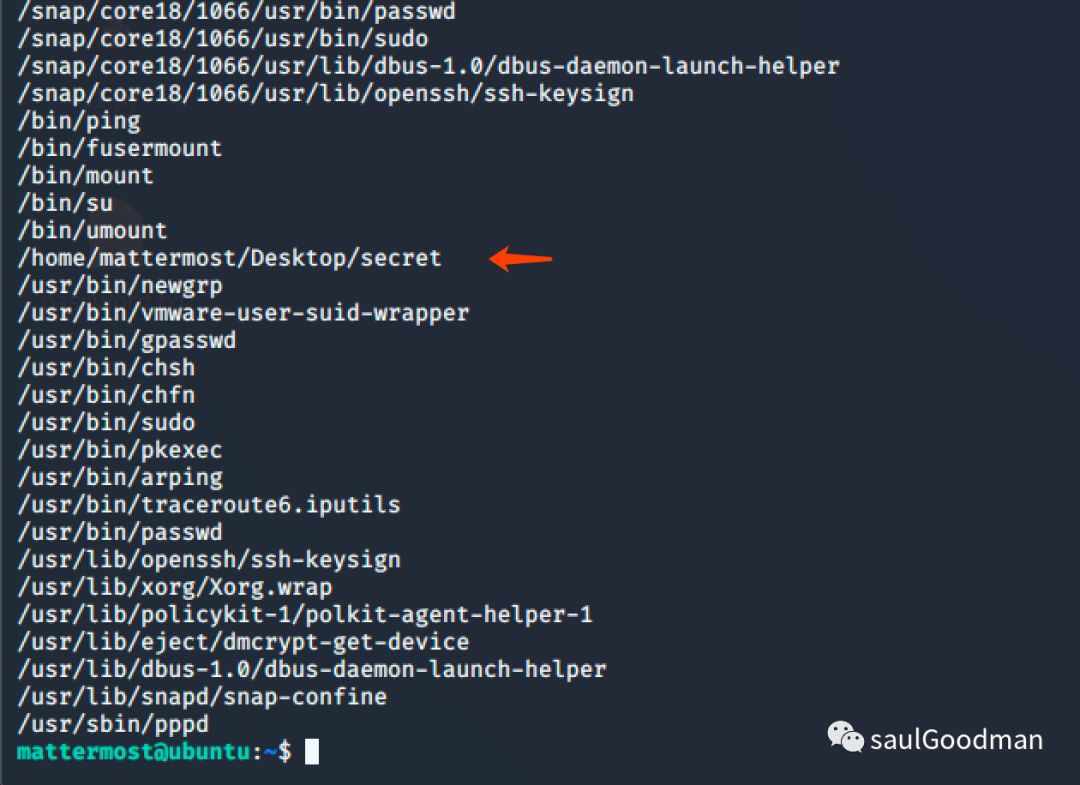 /snap/core18/1066/usr/bin/passwd
/snap/core18/1066/usr/bin/sudo
/snap/core18/1066/usr/lib/dbus-1.0/dbus-daemon-launch-helper
/snap/core18/1066/usr/lib/openssh/ssh-keysign
/bin/ping
/bin/fusermount
/bin/mount
/bin/su
/bin/umount
/home/mattermost/Desktop/secret
/usr/bin/newgrp
/usr/bin/vmware-user-suid-wrapper
/usr/bin/gpasswd
/usr/bin/chsh
/usr/bin/chfn
/usr/bin/sudo
/usr/bin/pkexec
/usr/bin/arping
/usr/bin/traceroute6.iputils
/usr/bin/passwd
/usr/lib/openssh/ssh-keysign
/usr/lib/xorg/Xorg.wrap
/usr/lib/policykit-1/polkit-agent-helper-1
/usr/lib/eject/dmcrypt-get-device
/usr/lib/dbus-1.0/dbus-daemon-launch-helper
/usr/lib/snapd/snap-confine
/usr/sbin/pppd
mattermost@ubuntu:~$
saulGoodman